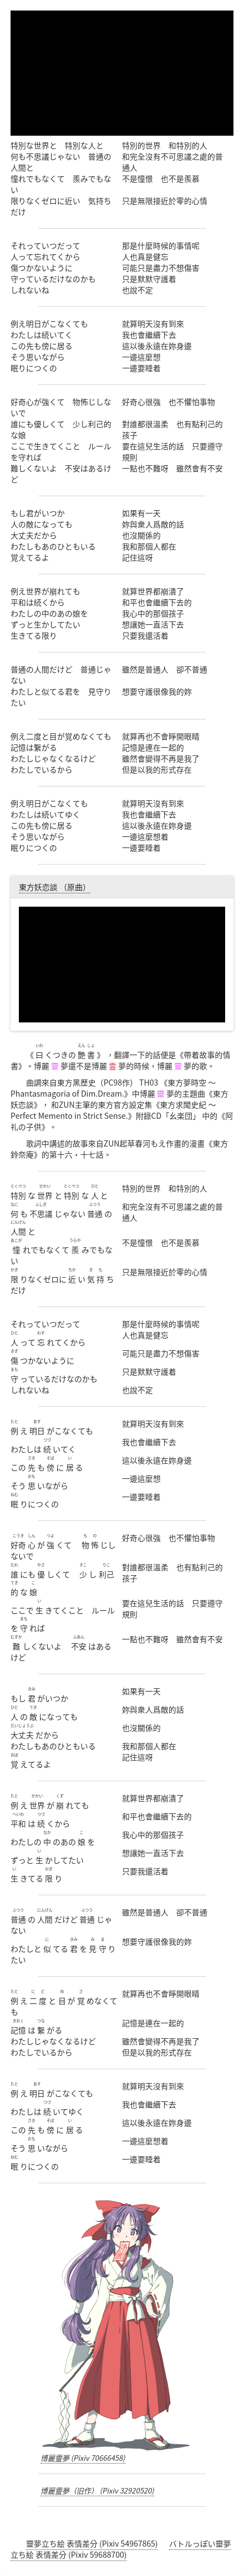 特別な世界と　特別な人と
特別的世界　和特別的人
何も不思議じゃない　普通の人間と
和完全沒有不可思議之處的普通人
憧れでもなくて　羨みでもない
不是憧憬　也不是羨慕
限りなくゼロに近い　気持ちだけ
只是無限接近於零的心情
それっていつだって
那是什麼時候的事情呢
人って忘れてくから
人也真是健忘
傷つかないように
可能只是盡力不想傷害
守っているだけなのかも
只是默默守護着
しれないね
也說不定
例え明日がこなくても
就算明天沒有到來
わたしは続いてく
我也會繼續下去
この先も傍に居る
這以後永遠在妳身邊
そう思いながら
一邊這麼想
眠りにつくの
一邊要睡着
好奇心が強くて　物怖じしないで
好奇心很強　也不懼怕事物
誰にも優しくて　少し利己的な娘
對誰都很溫柔　也有點利己的孩子
ここで生きてくこと　ルールを守れば
要在這兒生活的話　只要遵守規則
難しくないよ　不安はあるけど
一點也不難呀　雖然會有不安
もし君がいつか
如果有一天
人の敵になっても
妳與衆人爲敵的話
大丈夫だから
也沒關係的
わたしもあのひともいる
我和那個人都在
覚えてるよ
記住這呀
例え世界が崩れても
就算世界都崩潰了
平和は続くから
和平也會繼續下去的
わたしの中のあの娘を
我心中的那個孩子
ずっと生かしてたい
想讓她一直活下去
生きてる限り
只要我還活着
普通の人間だけど　普通じゃない
雖然是普通人　卻不普通
わたしと似てる君を　見守りたい
想要守護很像我的妳
例え二度と目が覚めなくても
就算再也不會睜開眼睛
記憶は繋がる
記憶是連在一起的
わたしじゃなくなるけど
雖然會變得不再是我了
わたしでいるから
但是以我的形式存在
例え明日がこなくても
就算明天沒有到來
わたしは続いてゆく
我也會繼續下去
この先も傍に居る
這以後永遠在妳身邊
そう思いながら
一邊這麼想着
眠りにつくの
一邊要睡着
東方妖恋談 （原曲）
《曰くつきの艶書》，翻譯一下的話便是《帶着故事的情書》。博麗 靈 夢還不是博麗 霊 夢的時候，博麗 靈 夢的歌。
曲調來自東方黒歴史（PC98作） TH03 《東方夢時空 ～ Phantasmagoria of Dim.Dream.》中博麗 靈 夢的主題曲《東方妖恋談》， 和ZUN主筆的東方官方設定集《東方求聞史紀 ～ Perfect Memento in Strict Sense.》附錄CD「幺楽団」 中的《阿礼の子供》。
歌詞中講述的故事來自ZUN起草春河もえ作畫的漫畫《東方鈴奈庵》的第十六・十七話。
特別な世界と特別な人と
特別的世界　和特別的人
何も不思議じゃない普通の人間と
和完全沒有不可思議之處的普通人
憧れでもなくて羨みでもない
不是憧憬　也不是羨慕
限りなくゼロに近い気持ちだけ
只是無限接近於零的心情
それっていつだって
那是什麼時候的事情呢
人って忘れてくから
人也真是健忘
傷つかないように
可能只是盡力不想傷害
守っているだけなのかも
只是默默守護着
しれないね
也說不定
例え明日がこなくても
就算明天沒有到來
わたしは続いてく
我也會繼續下去
この先も傍に居る
這以後永遠在妳身邊
そう思いながら
一邊這麼想
眠りにつくの
一邊要睡着
好奇心が強くて　物怖じしないで
好奇心很強　也不懼怕事物
誰にも優しくて　少し利己的な娘
對誰都很溫柔　也有點利己的孩子
ここで生きてくこと　ルールを守れば
要在這兒生活的話　只要遵守規則
難しくないよ　不安はあるけど
一點也不難呀　雖然會有不安
もし君がいつか
如果有一天
人の敵になっても
妳與衆人爲敵的話
大丈夫だから
也沒關係的
わたしもあのひともいる
我和那個人都在
覚えてるよ
記住這呀
例え世界が崩れても
就算世界都崩潰了
平和は続くから
和平也會繼續下去的
わたしの中のあの娘を
我心中的那個孩子
ずっと生かしてたい
想讓她一直活下去
生きてる限り
只要我還活着
普通の人間だけど普通じゃない
雖然是普通人　卻不普通
わたしと似てる君を見守りたい
想要守護很像我的妳
例え二度と目が覚めなくても
就算再也不會睜開眼睛
記憶は繋がる
記憶是連在一起的
わたしじゃなくなるけど
雖然會變得不再是我了
わたしでいるから
但是以我的形式存在
例え明日がこなくても
就算明天沒有到來
わたしは続いてゆく
我也會繼續下去
この先も傍に居る
這以後永遠在妳身邊
そう思いながら
一邊這麼想着
眠りにつくの
一邊要睡着
博麗靈夢 (Pixiv 70666458)
博麗靈夢（旧作） (Pixiv 32920520)
霊夢立ち絵 表情差分 (Pixiv 54967865)　バトルっぽい霊夢立ち絵 表情差分 (Pixiv 59688700)